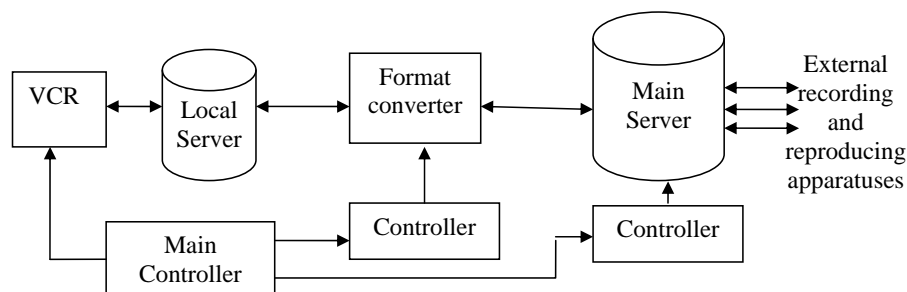 VCR
Local
Server
Format
converter
Main
Server
External
recording
and
reproducing
apparatuses
Main
Controller
Controller
Controller